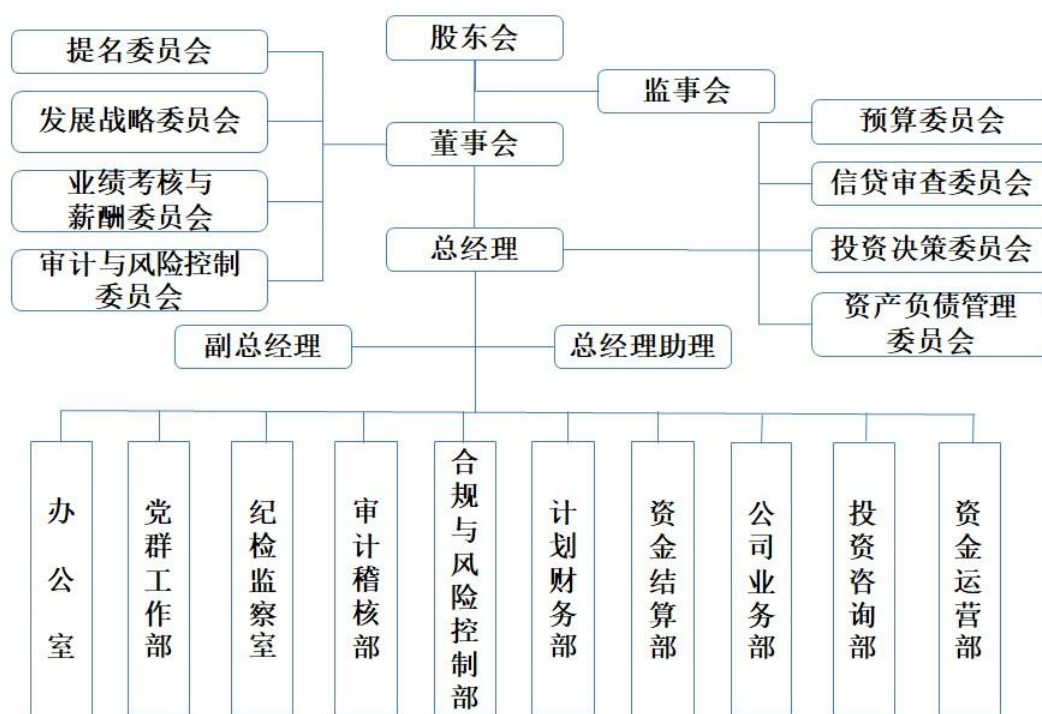 股东会
监事会
董事会
提名委员会
发展战略委员会
业绩考核与
薪酬委员会
审计与风险控制
委员会
总经理
预算委员会
信贷审查委员会
投资决策委员会
资产负债管理
委员会
副总经理
总经理助理
办公室
党群工作部
纪检监察室
审计稽核部
合规与风险控制部
计划财务部
资金结算部
公司业务部
投资咨询部
资金运营部